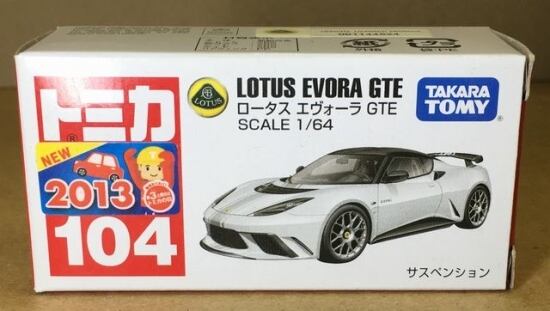 トミカ
NEW
2013
104
LOTUS
LOTUS EVORA GTE
ロータス エヴォーラ GTE
SCALE 1/64
TAKARA
TOMY
サスペンション